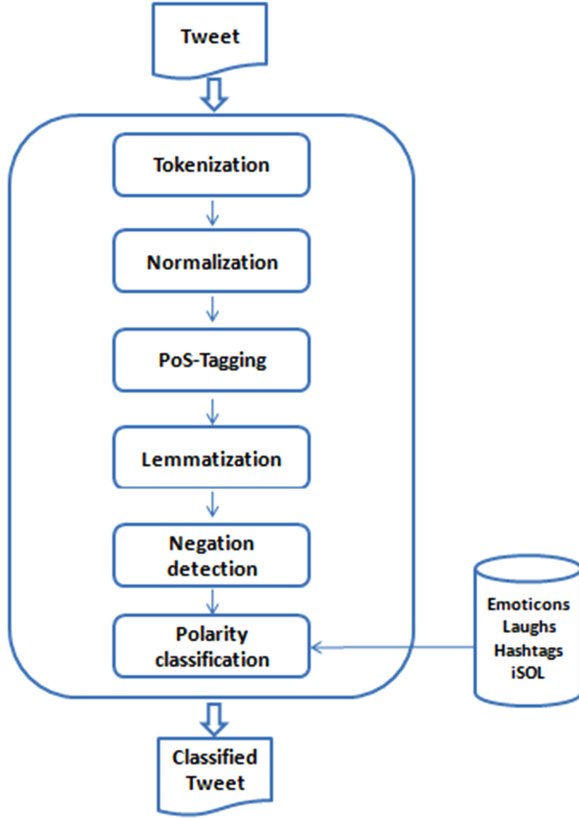 Tweet
Tokenization
Normalization
PoS-Tagging
Lemmatization
Negation
detection
Polarity
classification
Emoticons
Laughs
Hashtags
iSOL
Classified
Tweet